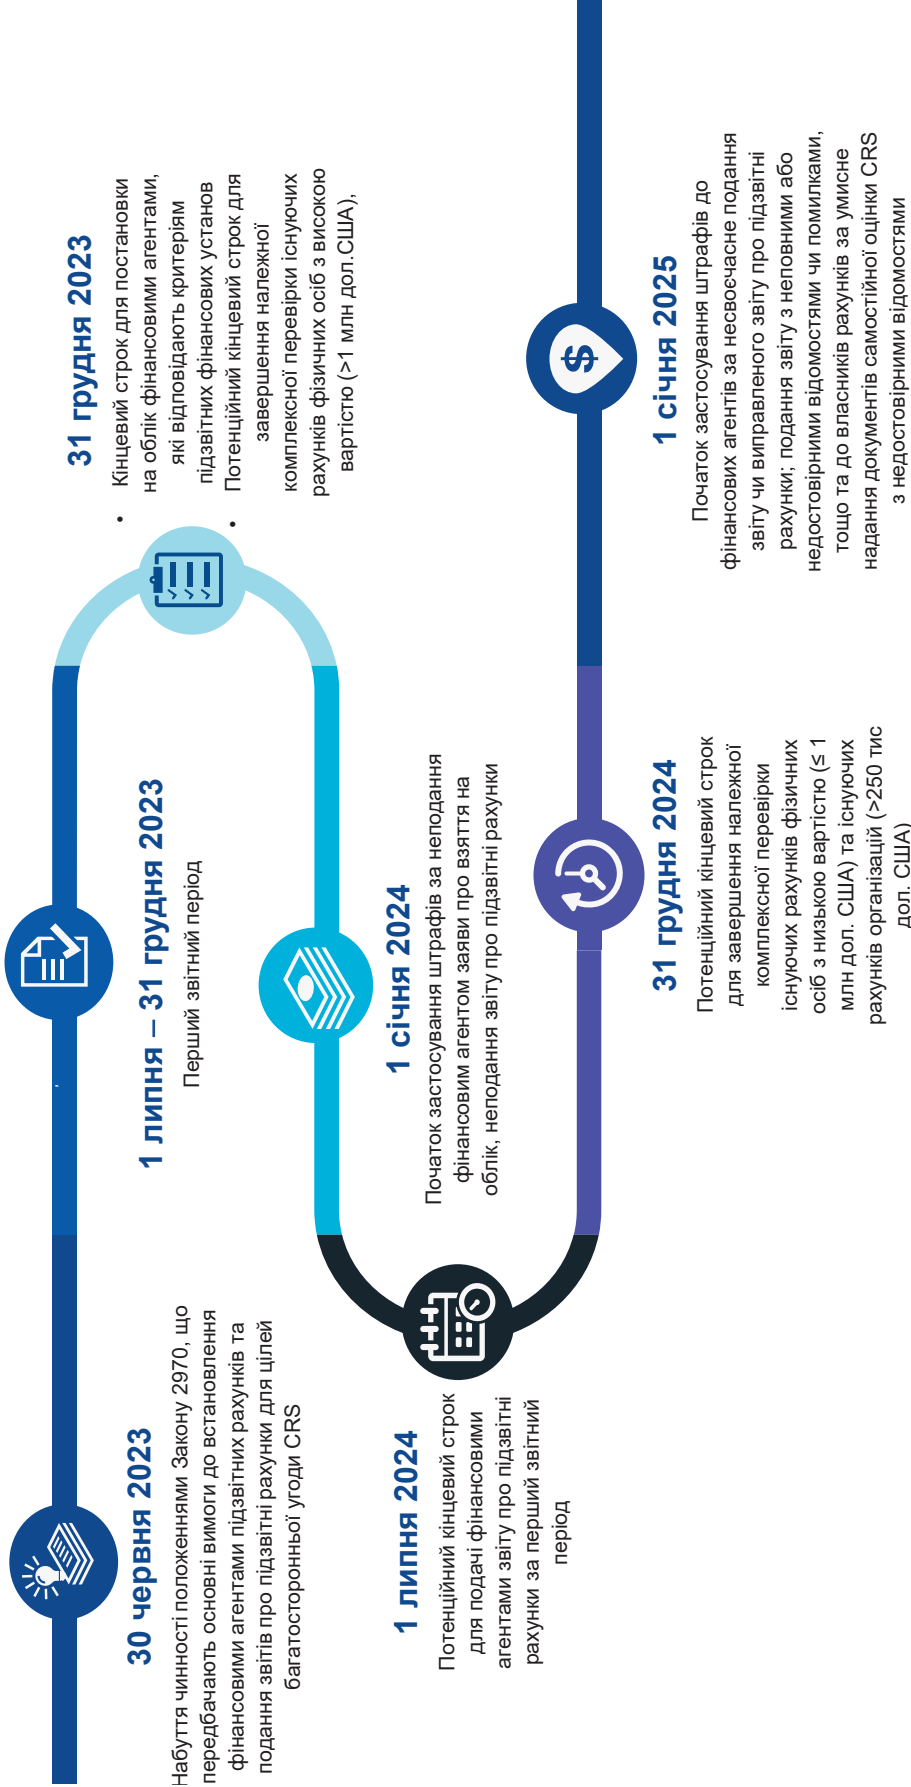 30 червня 2023
Набуття чинності положеннями Закону 2970, що
передбачають основні вимоги до встановлення
фінансовими агентами підзвітних рахунків та
подання звітів про підзвітні рахунки для цілей
багатосторонньої угоди CRS
1 липня – 31 грудня 2023
Перший звітний період
31 грудня 2023
• Кінцевий строк для постановки
на облік фінансовими агентами,
які відповідають критеріям
підзвітних фінансових установ
• Потенційний кінцевий строк для
завершення належної
комплексної перевірки існуючих
рахунків фізичних осіб з високою
вартістю (>1 млн дол.США),
1 січня 2024
Початок застосування штрафів за неподання
фінансовим агентом заяви про взяття на
облік, неподання звіту про підзвітні рахунки
1 липня 2024
Потенційний кінцевий строк
для подачі фінансовими
агентами звіту про підзвітні
рахунки за перший звітний
період
31 грудня 2024
Потенційний кінцевий строк
для завершення належної
комплексної перевірки
існуючих рахунків фізичних
осіб з низькою вартістю (≤ 1
млн дол. США) та існуючих
рахунків організацій (>250 тис
дол. США)
1 січня 2025
Початок застосування штрафів до
фінансових агентів за несвоєчасне подання
звіту чи виправленого звіту про підзвітні
рахунки; подання звіту з неповними або
недостовірними відомостями чи помилками,
тощо та до власників рахунків за умисне
надання документів самостійної оцінки CRS
з недостовірними відомостями